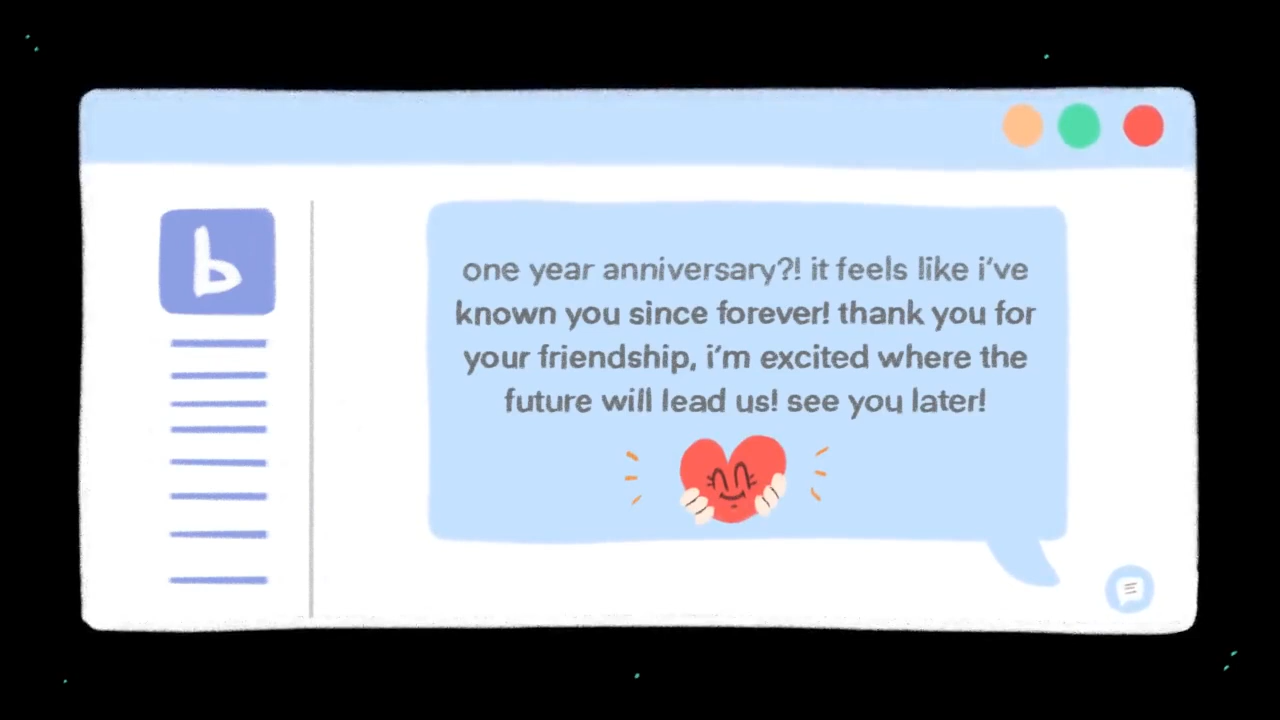 b
one year anniversary?! it feels like i've
known you since forever! thank you for
your friendship, i'm excited where the
future will lead us! see you later!